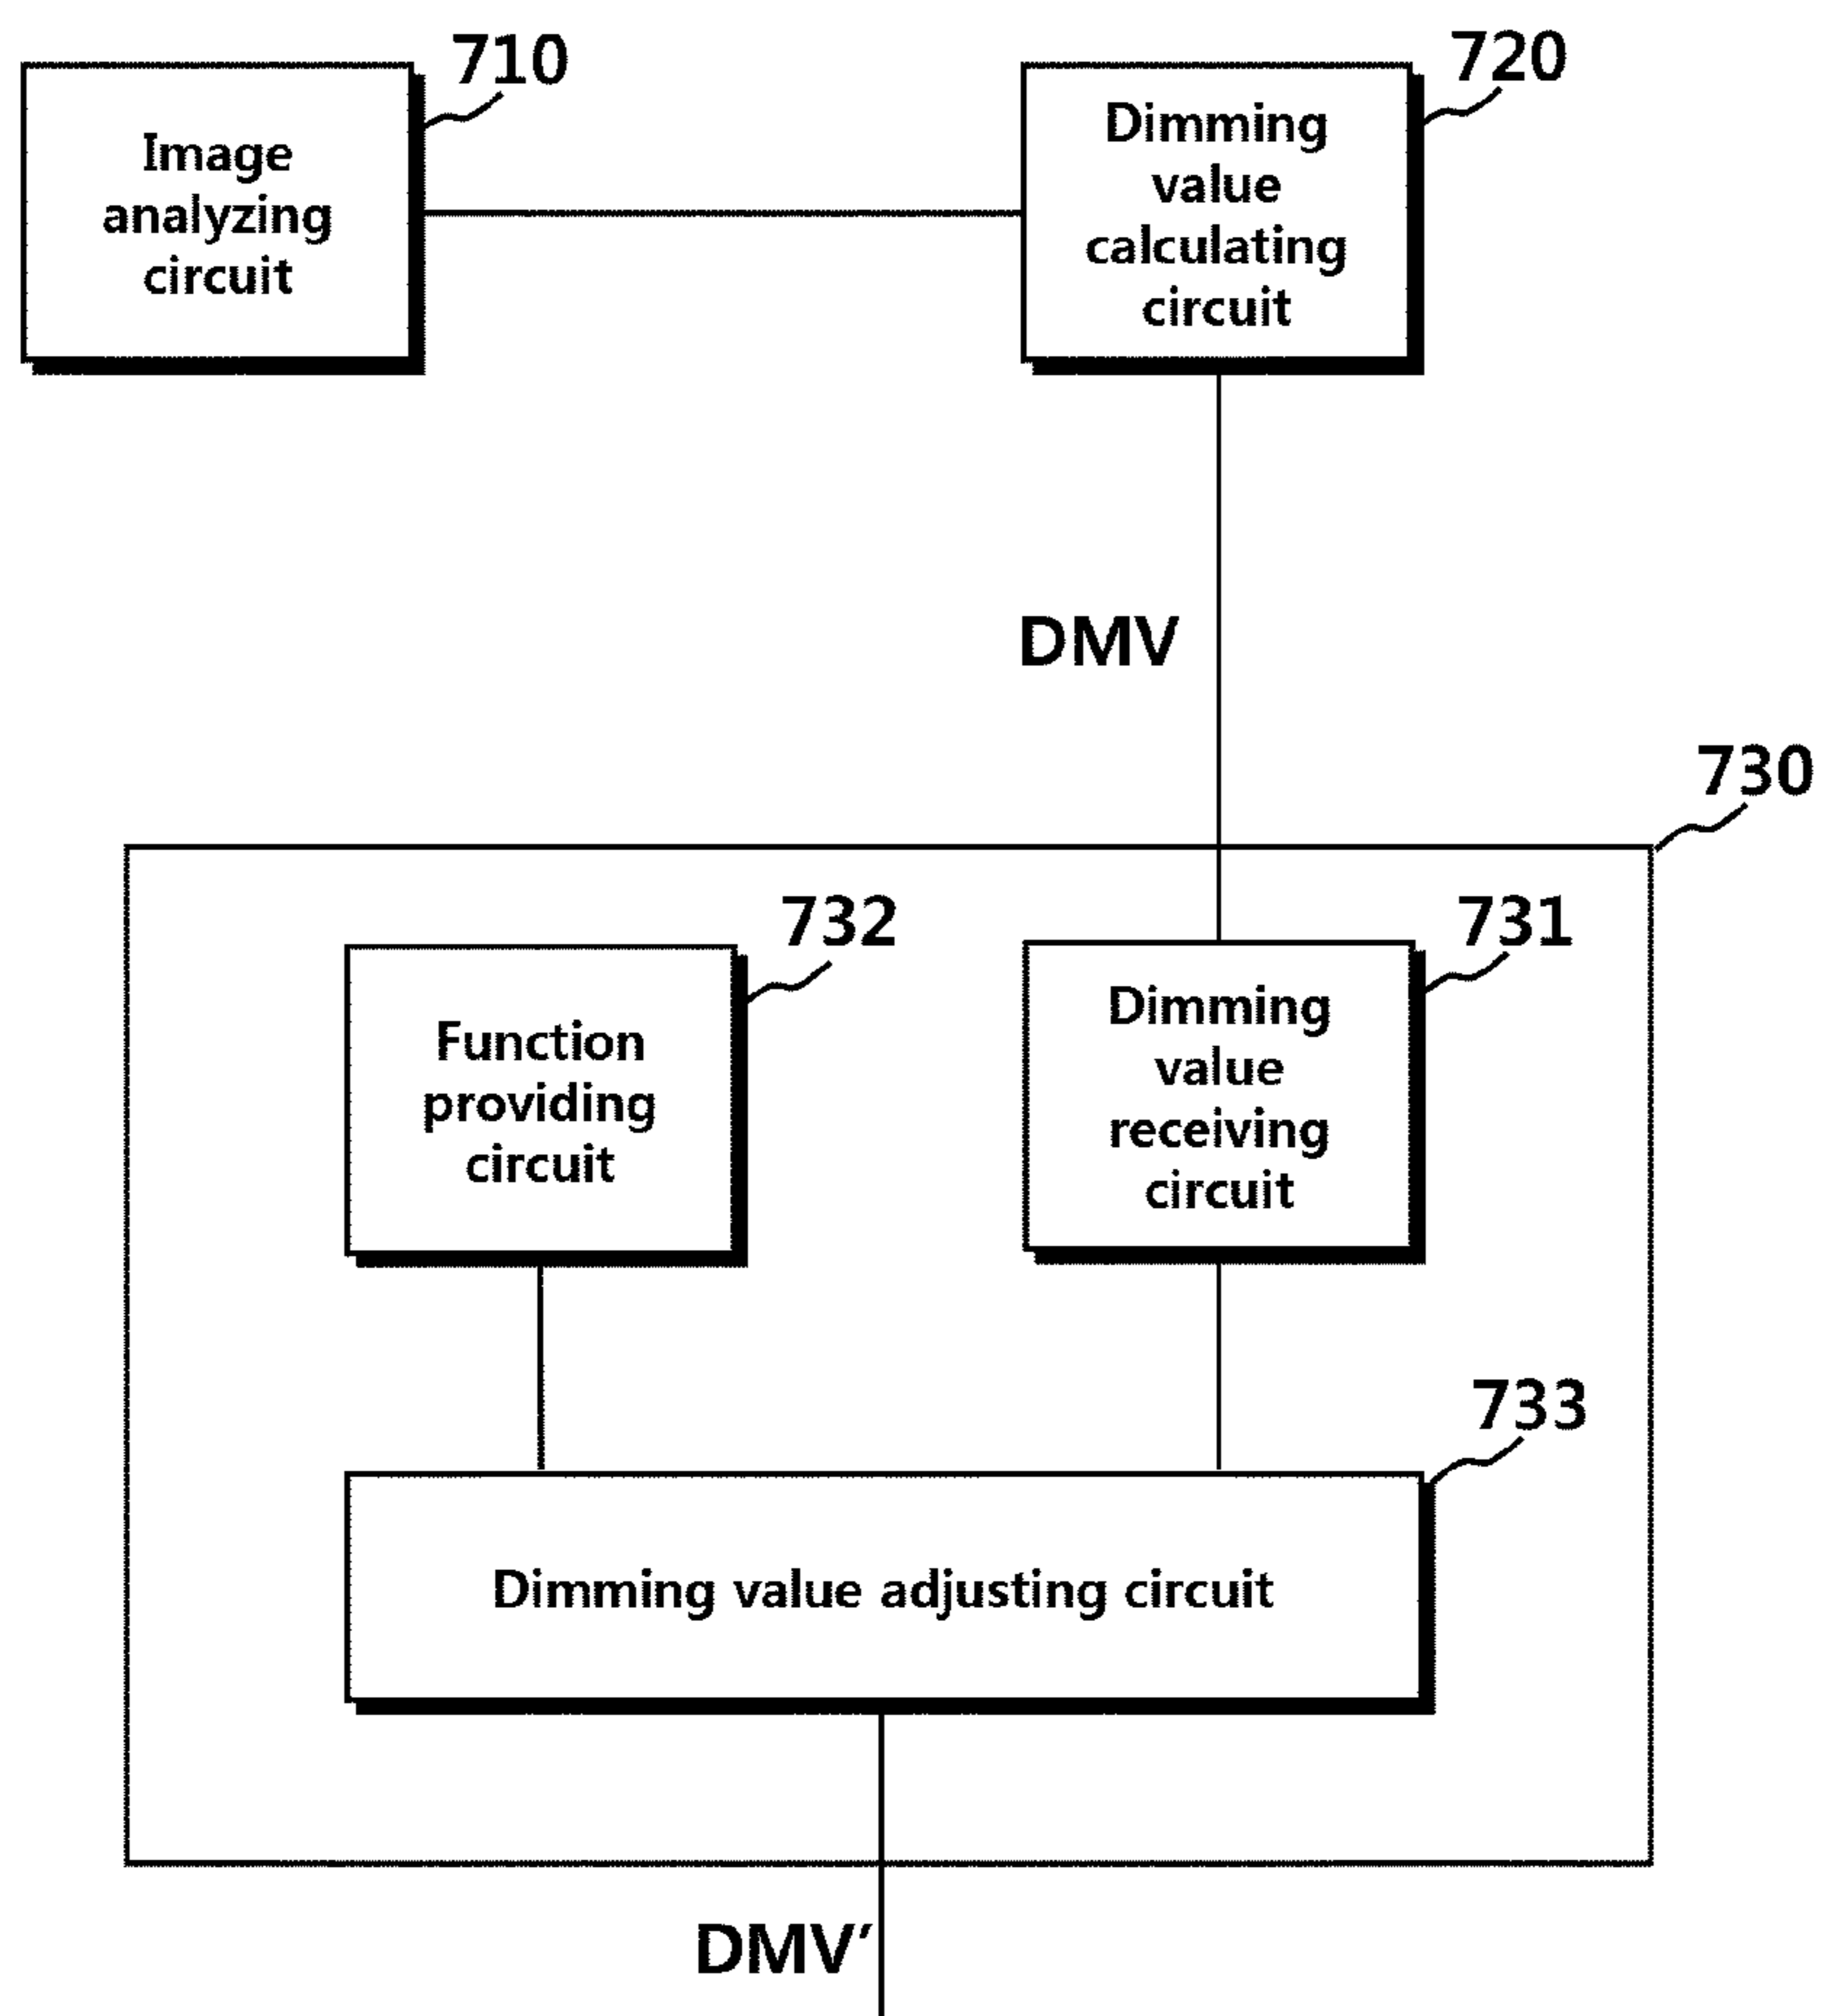 710
Image
analyzing
circuit
720
Dimming
value
calculating
circuit
DMV
730
732
Function
providing
circuit
731
Dimming
value
receiving
circuit
733
Dimming value adjusting circuit
DMV’